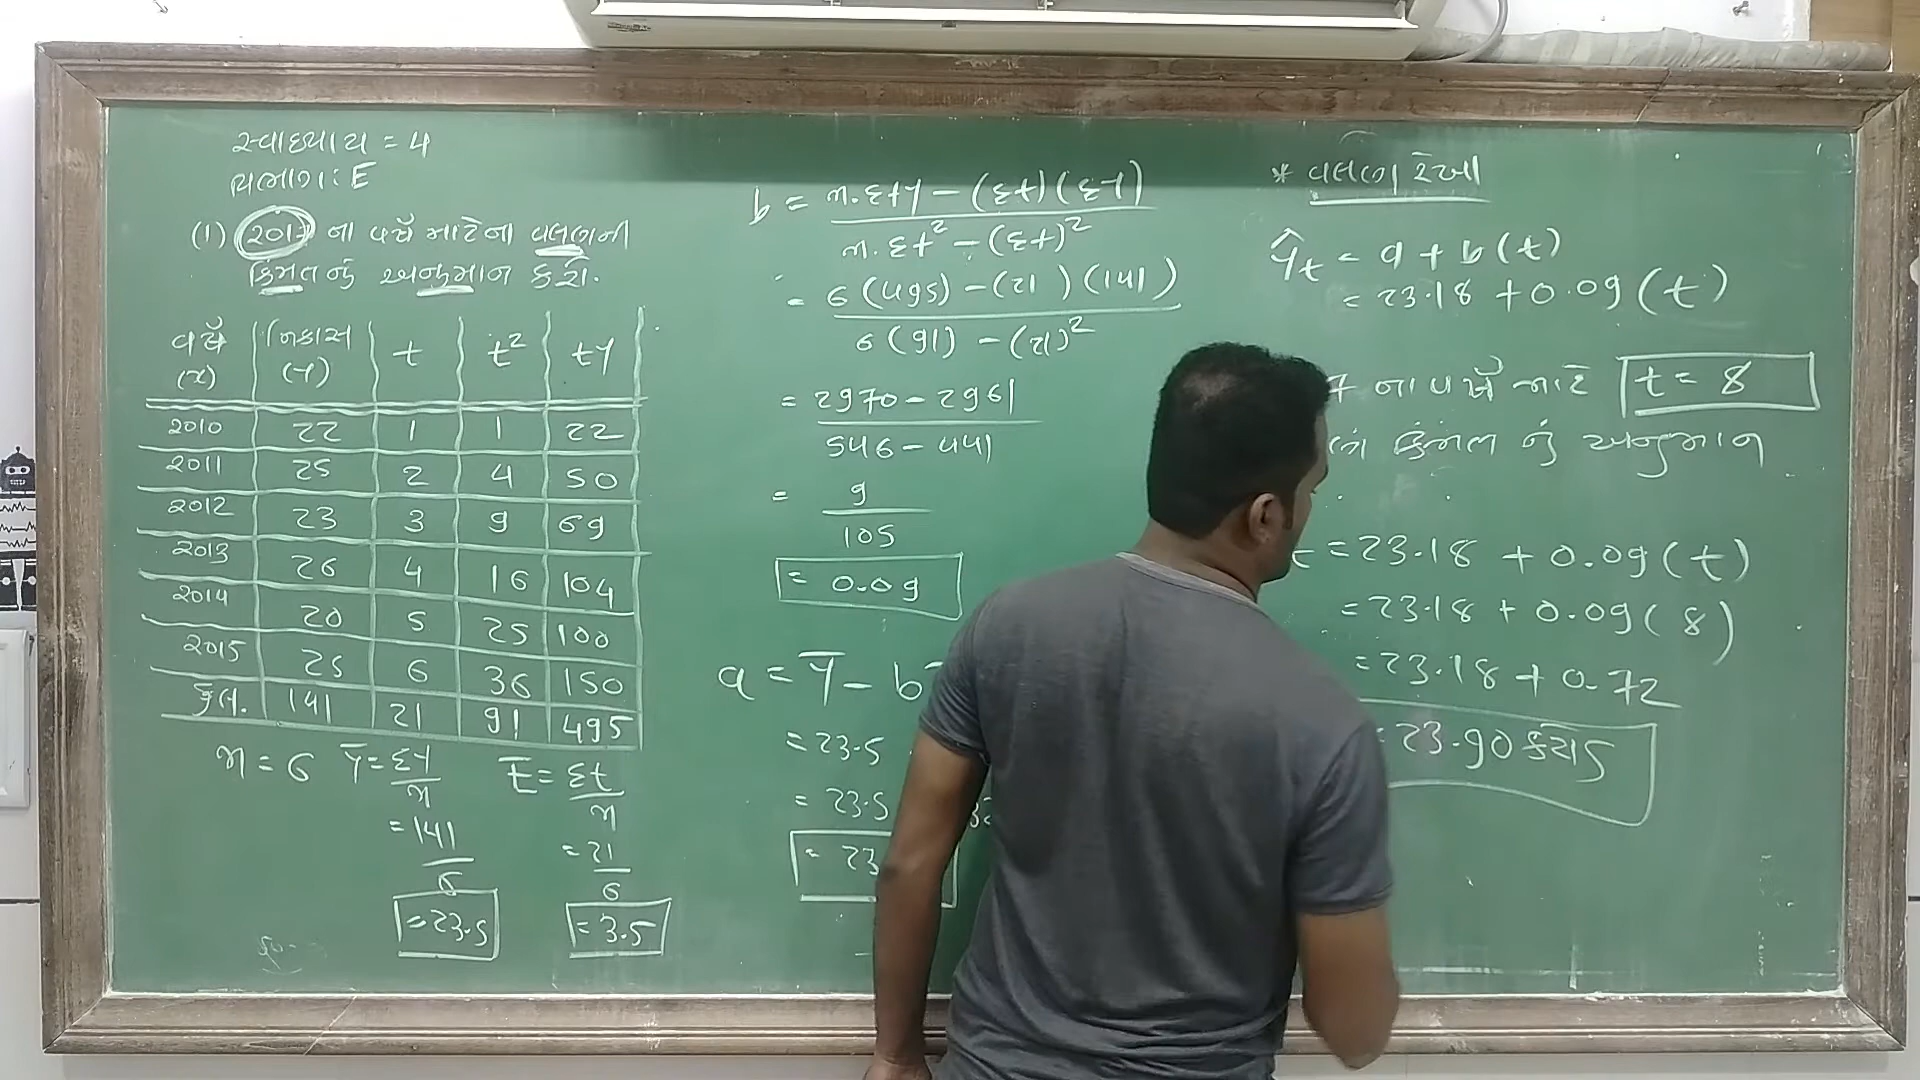 સ્વાધ્યાય = 4
વિભાગ: E
(1) 2017 ના વર્ષ માટેના વલણની
કિંમતનું અનુમાન કરો.
વર્ષ (x) નિકાસ (Y) t t² tY
2010 22 1 1 22
2011 25 2 4 50
2012 23 3 9 69
2013 26 4 16 104
2014 20 5 25 100
2015 25 6 36 150
કુલ. 141 21 91 495
n = 6 Ȳ = ΣY/n t̄ = Σt/n
= 141/6 = 21/6
= 23.5 = 3.5
b = n.ΣtY - (Σt)(ΣY) / n.Σt² - (Σt)²
= 6(495) - (21)(141) / 6(91) - (21)²
= 2970 - 2961 / 546 - 441
= 9 / 105
= 0.09
a = Ȳ - b
= 23.5
= 23.5
= 23
* વલણ રેખા
ŷt = a + b(t)
= 23.18 + 0.09(t)
7 ના વર્ષ માટે t = 8
કિંમત નું અનુમાન
t = 23.18 + 0.09(t)
= 23.18 + 0.09(8)
= 23.18 + 0.72
= 23.90 કરોડ